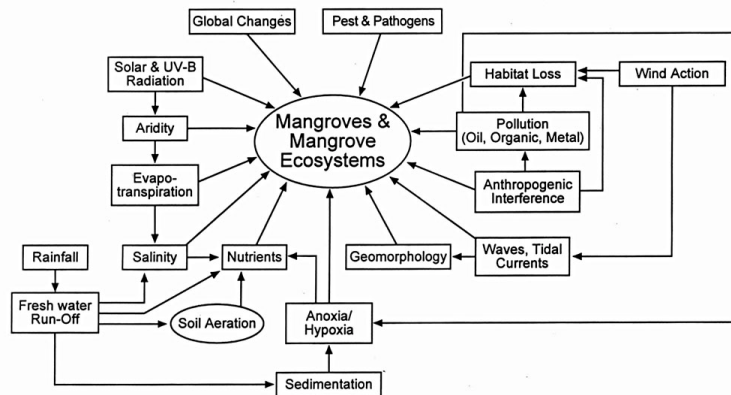 Global Changes
Pest & Pathogens
Solar & UV-B
Radiation
Habitat Loss
Wind Action
Aridity
Mangroves &
Mangrove
Ecosystems
Pollution
(Oil, Organic, Metal)
Evapo-
transpiration
Anthropogenic
Interference
Rainfall
Salinity
Nutrients
Geomorphology
Waves, Tidal
Currents
Fresh water
Run-Off
Soil Aeration
Anoxia/
Hypoxia
Sedimentation